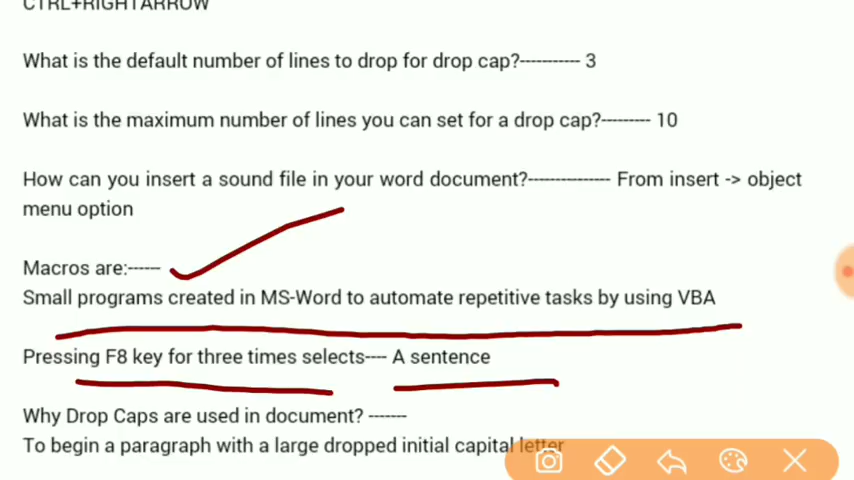 CTRL+RIGHTARROW
What is the default number of lines to drop for drop cap?----------- 3
What is the maximum number of lines you can set for a drop cap?--------- 10
How can you insert a sound file in your word document?--------------- From insert -> object
menu option
Macros are:------
Small programs created in MS-Word to automate repetitive tasks by using VBA
Pressing F8 key for three times selects---- A sentence
Why Drop Caps are used in document? -------
To begin a paragraph with a large dropped initial capital letter